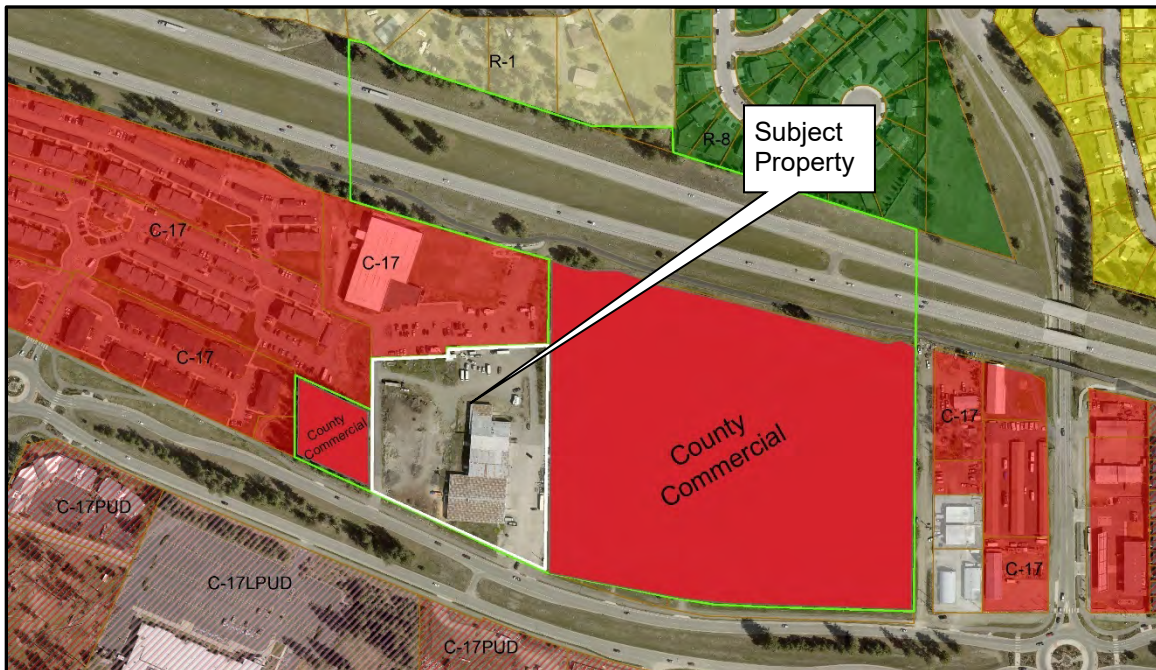 R-1
R-8
Subject
Property
C-17
C-17
C-17
County
Commercial
County
Commercial
C-17
C-17
C-17PUD
C-17LPUD
C-17PUD